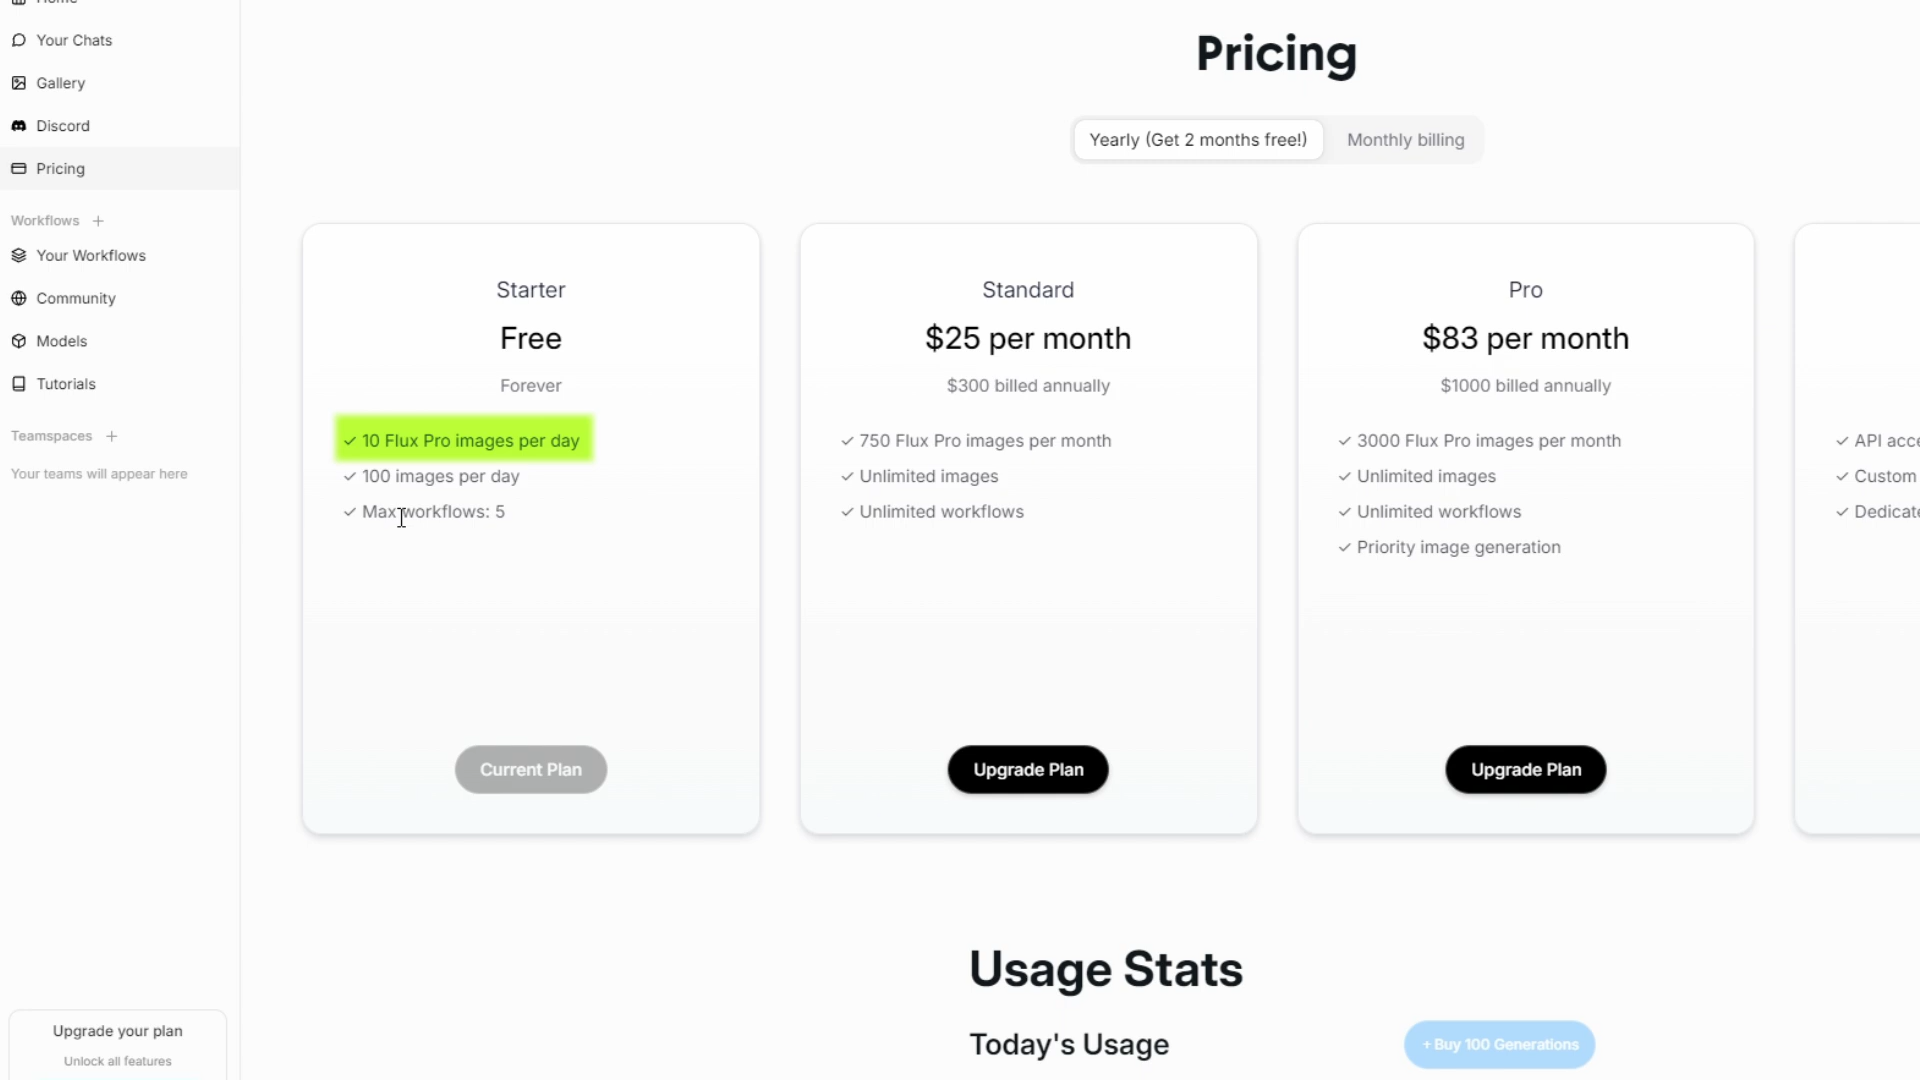 Home
Your Chats
Gallery
Discord
Pricing
Workflows +
Your Workflows
Community
Models
Tutorials
Teamspaces +
Your teams will appear here
Upgrade your plan
Unlock all features
Pricing
Yearly (Get 2 months free!)
Monthly billing
Starter
Free
Forever
10 Flux Pro images per day
100 images per day
Max workflows: 5
Current Plan
Standard
$25 per month
$300 billed annually
750 Flux Pro images per month
Unlimited images
Unlimited workflows
Upgrade Plan
Pro
$83 per month
$1000 billed annually
3000 Flux Pro images per month
Unlimited images
Unlimited workflows
Priority image generation
Upgrade Plan
API acce
Custom
Dedicate
Usage Stats
Today's Usage
+ Buy 100 Generations